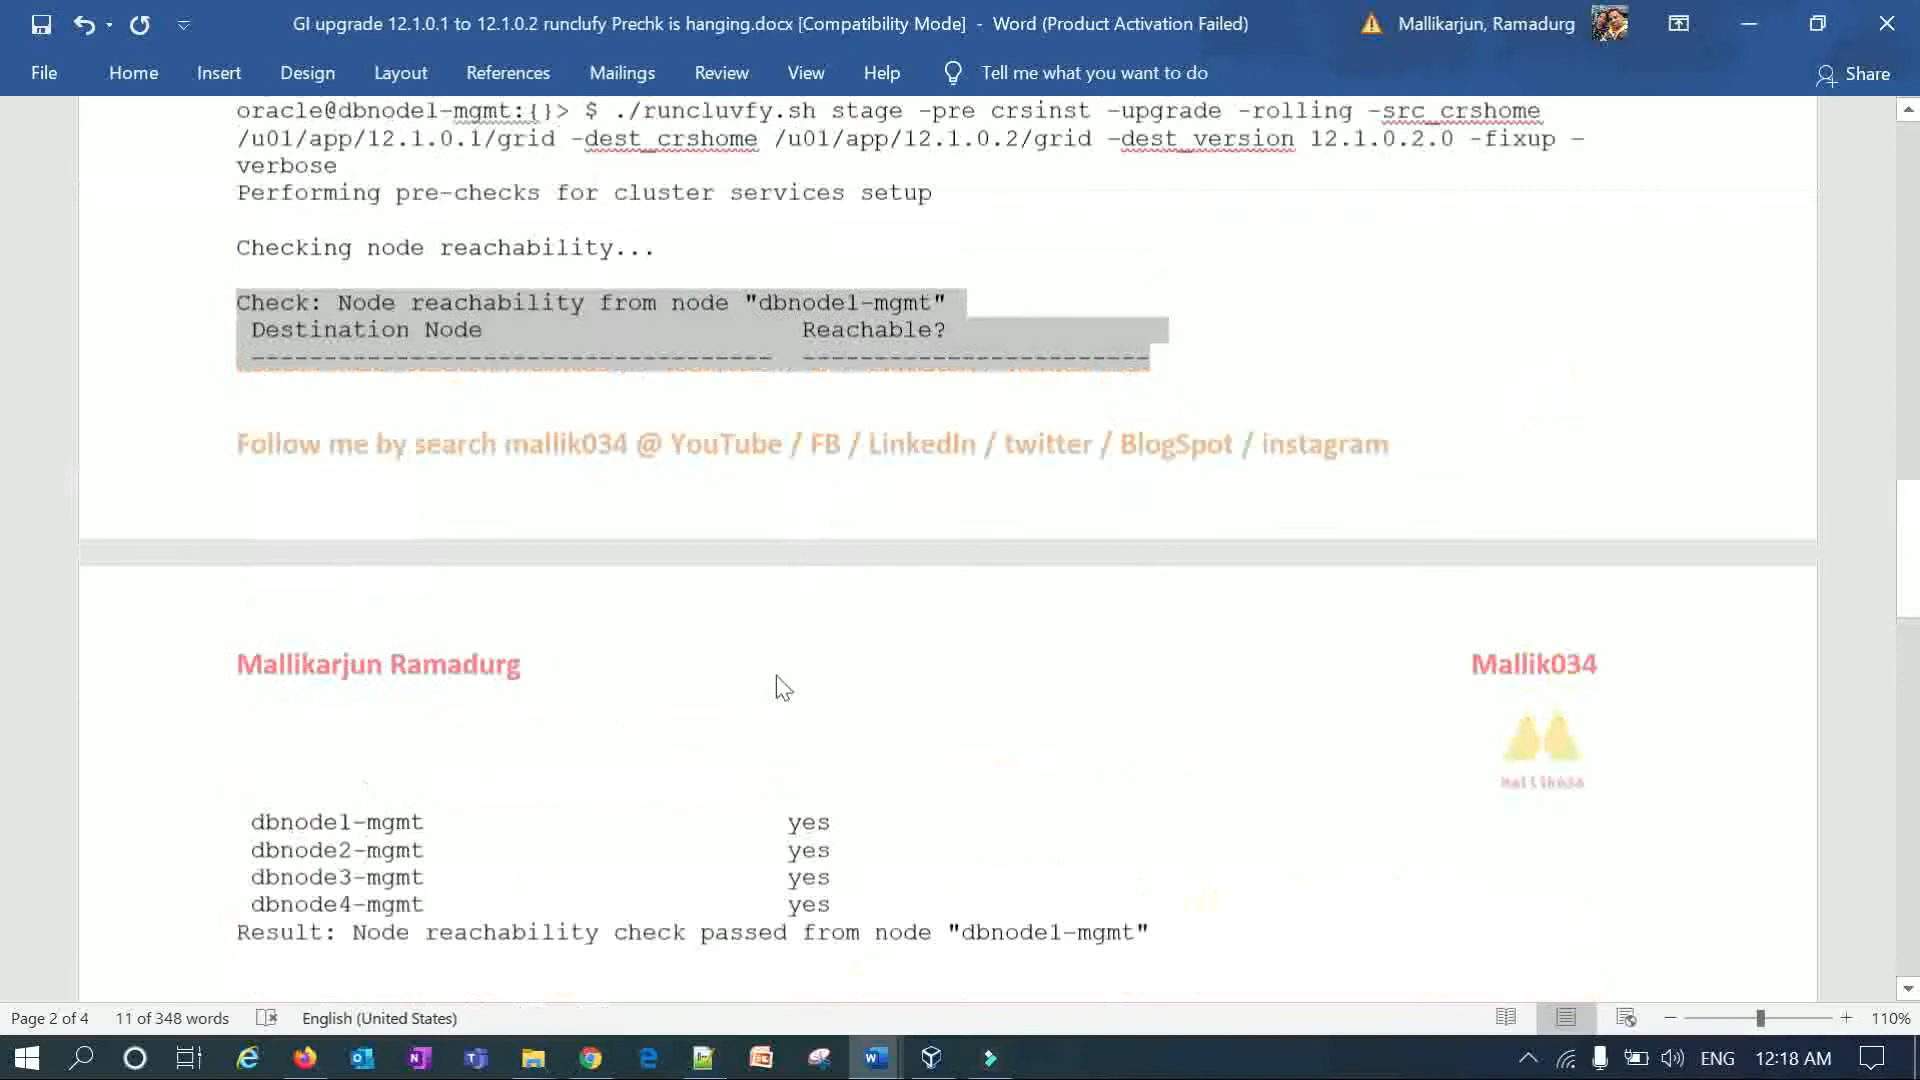 GI upgrade 12.1.0.1 to 12.1.0.2 runclufy Prechk is hanging.docx [Compatibility Mode] - Word (Product Activation Failed)
Mallikarjun, Ramadurg
File Home Insert Design Layout References Mailings Review View Help Tell me what you want to do Share
oracle@dbnode1-mgmt:{}> $ ./runcluvfy.sh stage -pre crsinst -upgrade -rolling -src_crshome
/u01/app/12.1.0.1/grid -dest_crshome /u01/app/12.1.0.2/grid -dest_version 12.1.0.2.0 -fixup -
verbose
Performing pre-checks for cluster services setup
Checking node reachability...
Check: Node reachability from node "dbnode1-mgmt"
Destination Node Reachable?
------------------------------------ ------------------------
Follow me by search mallik034 @ YouTube / FB / LinkedIn / twitter / BlogSpot / instagram
Mallikarjun Ramadurg Mallik034
Mallik034
dbnode1-mgmt yes
dbnode2-mgmt yes
dbnode3-mgmt yes
dbnode4-mgmt yes
Result: Node reachability check passed from node "dbnode1-mgmt"
Page 2 of 4 11 of 348 words English (United States) 110%
ENG 12:18 AM